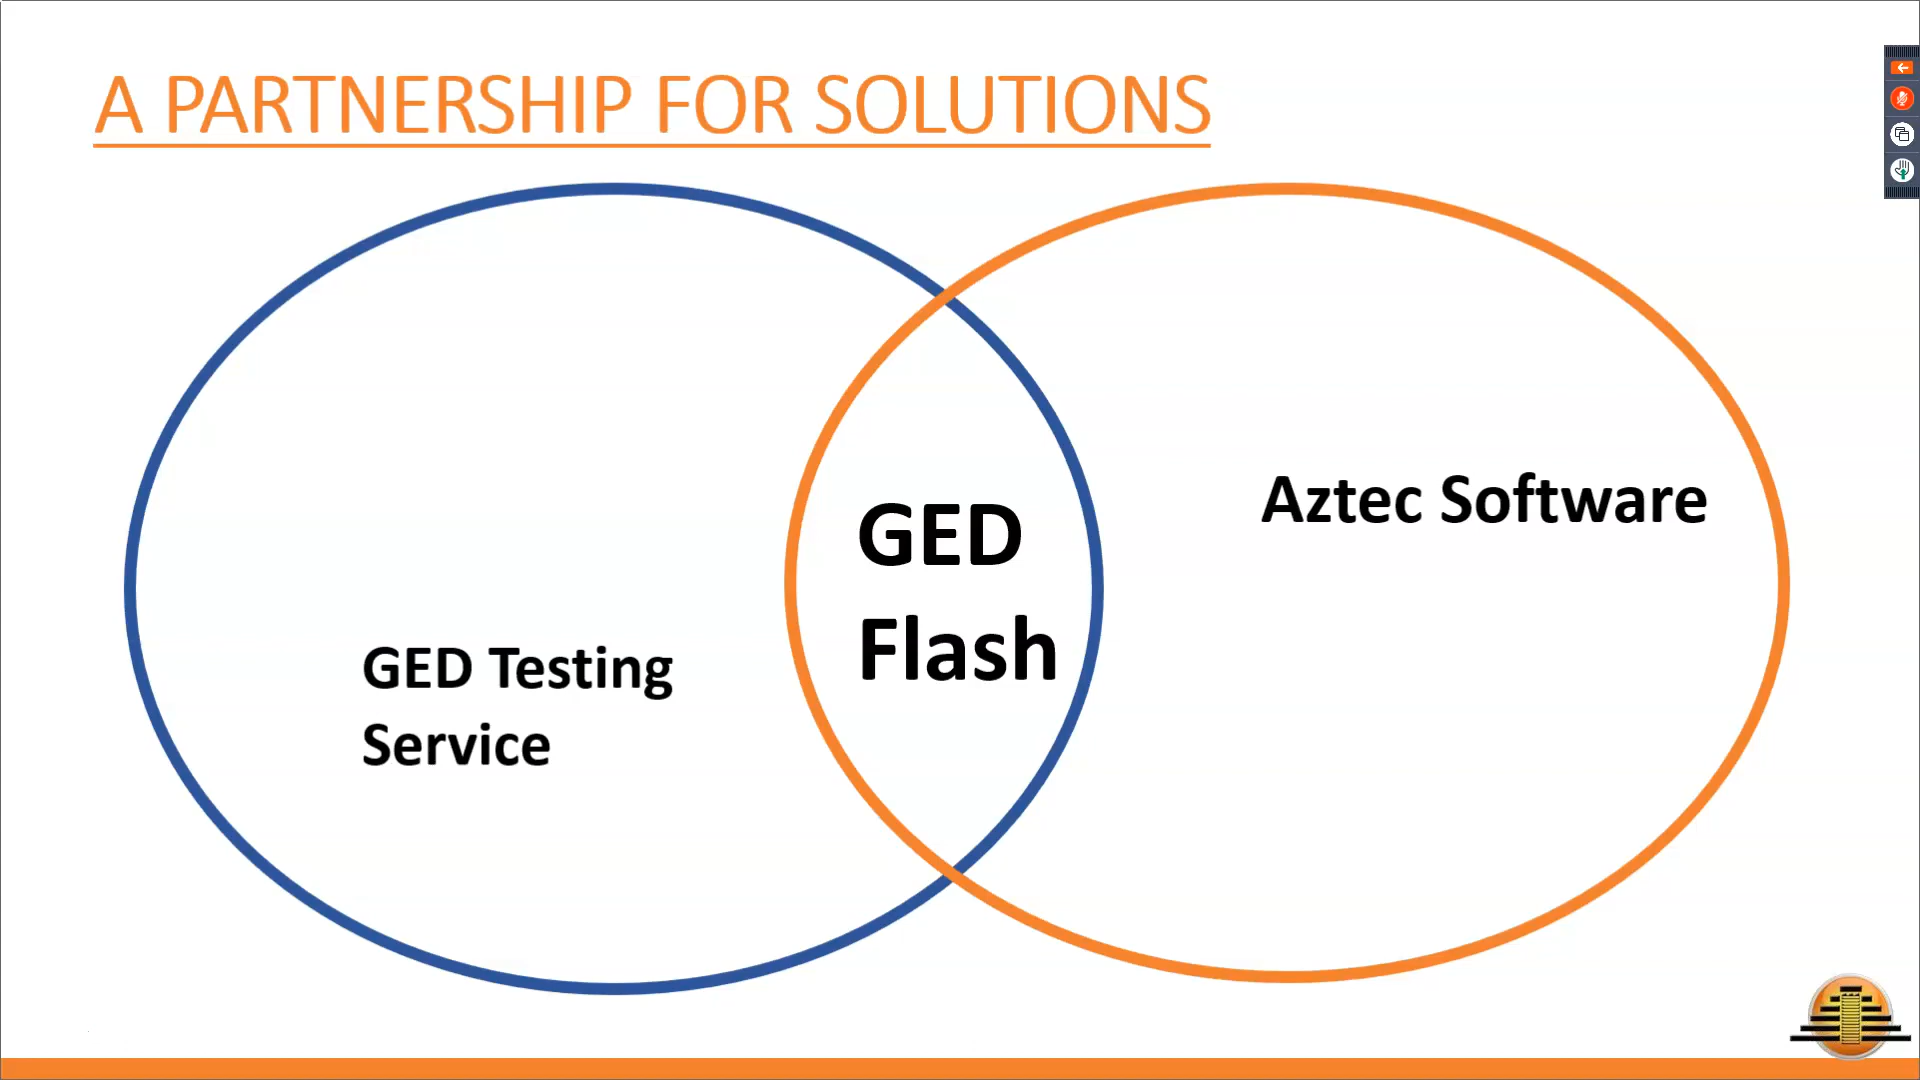 A PARTNERSHIP FOR SOLUTIONS
GED Testing
Service
GED
Flash
Aztec Software